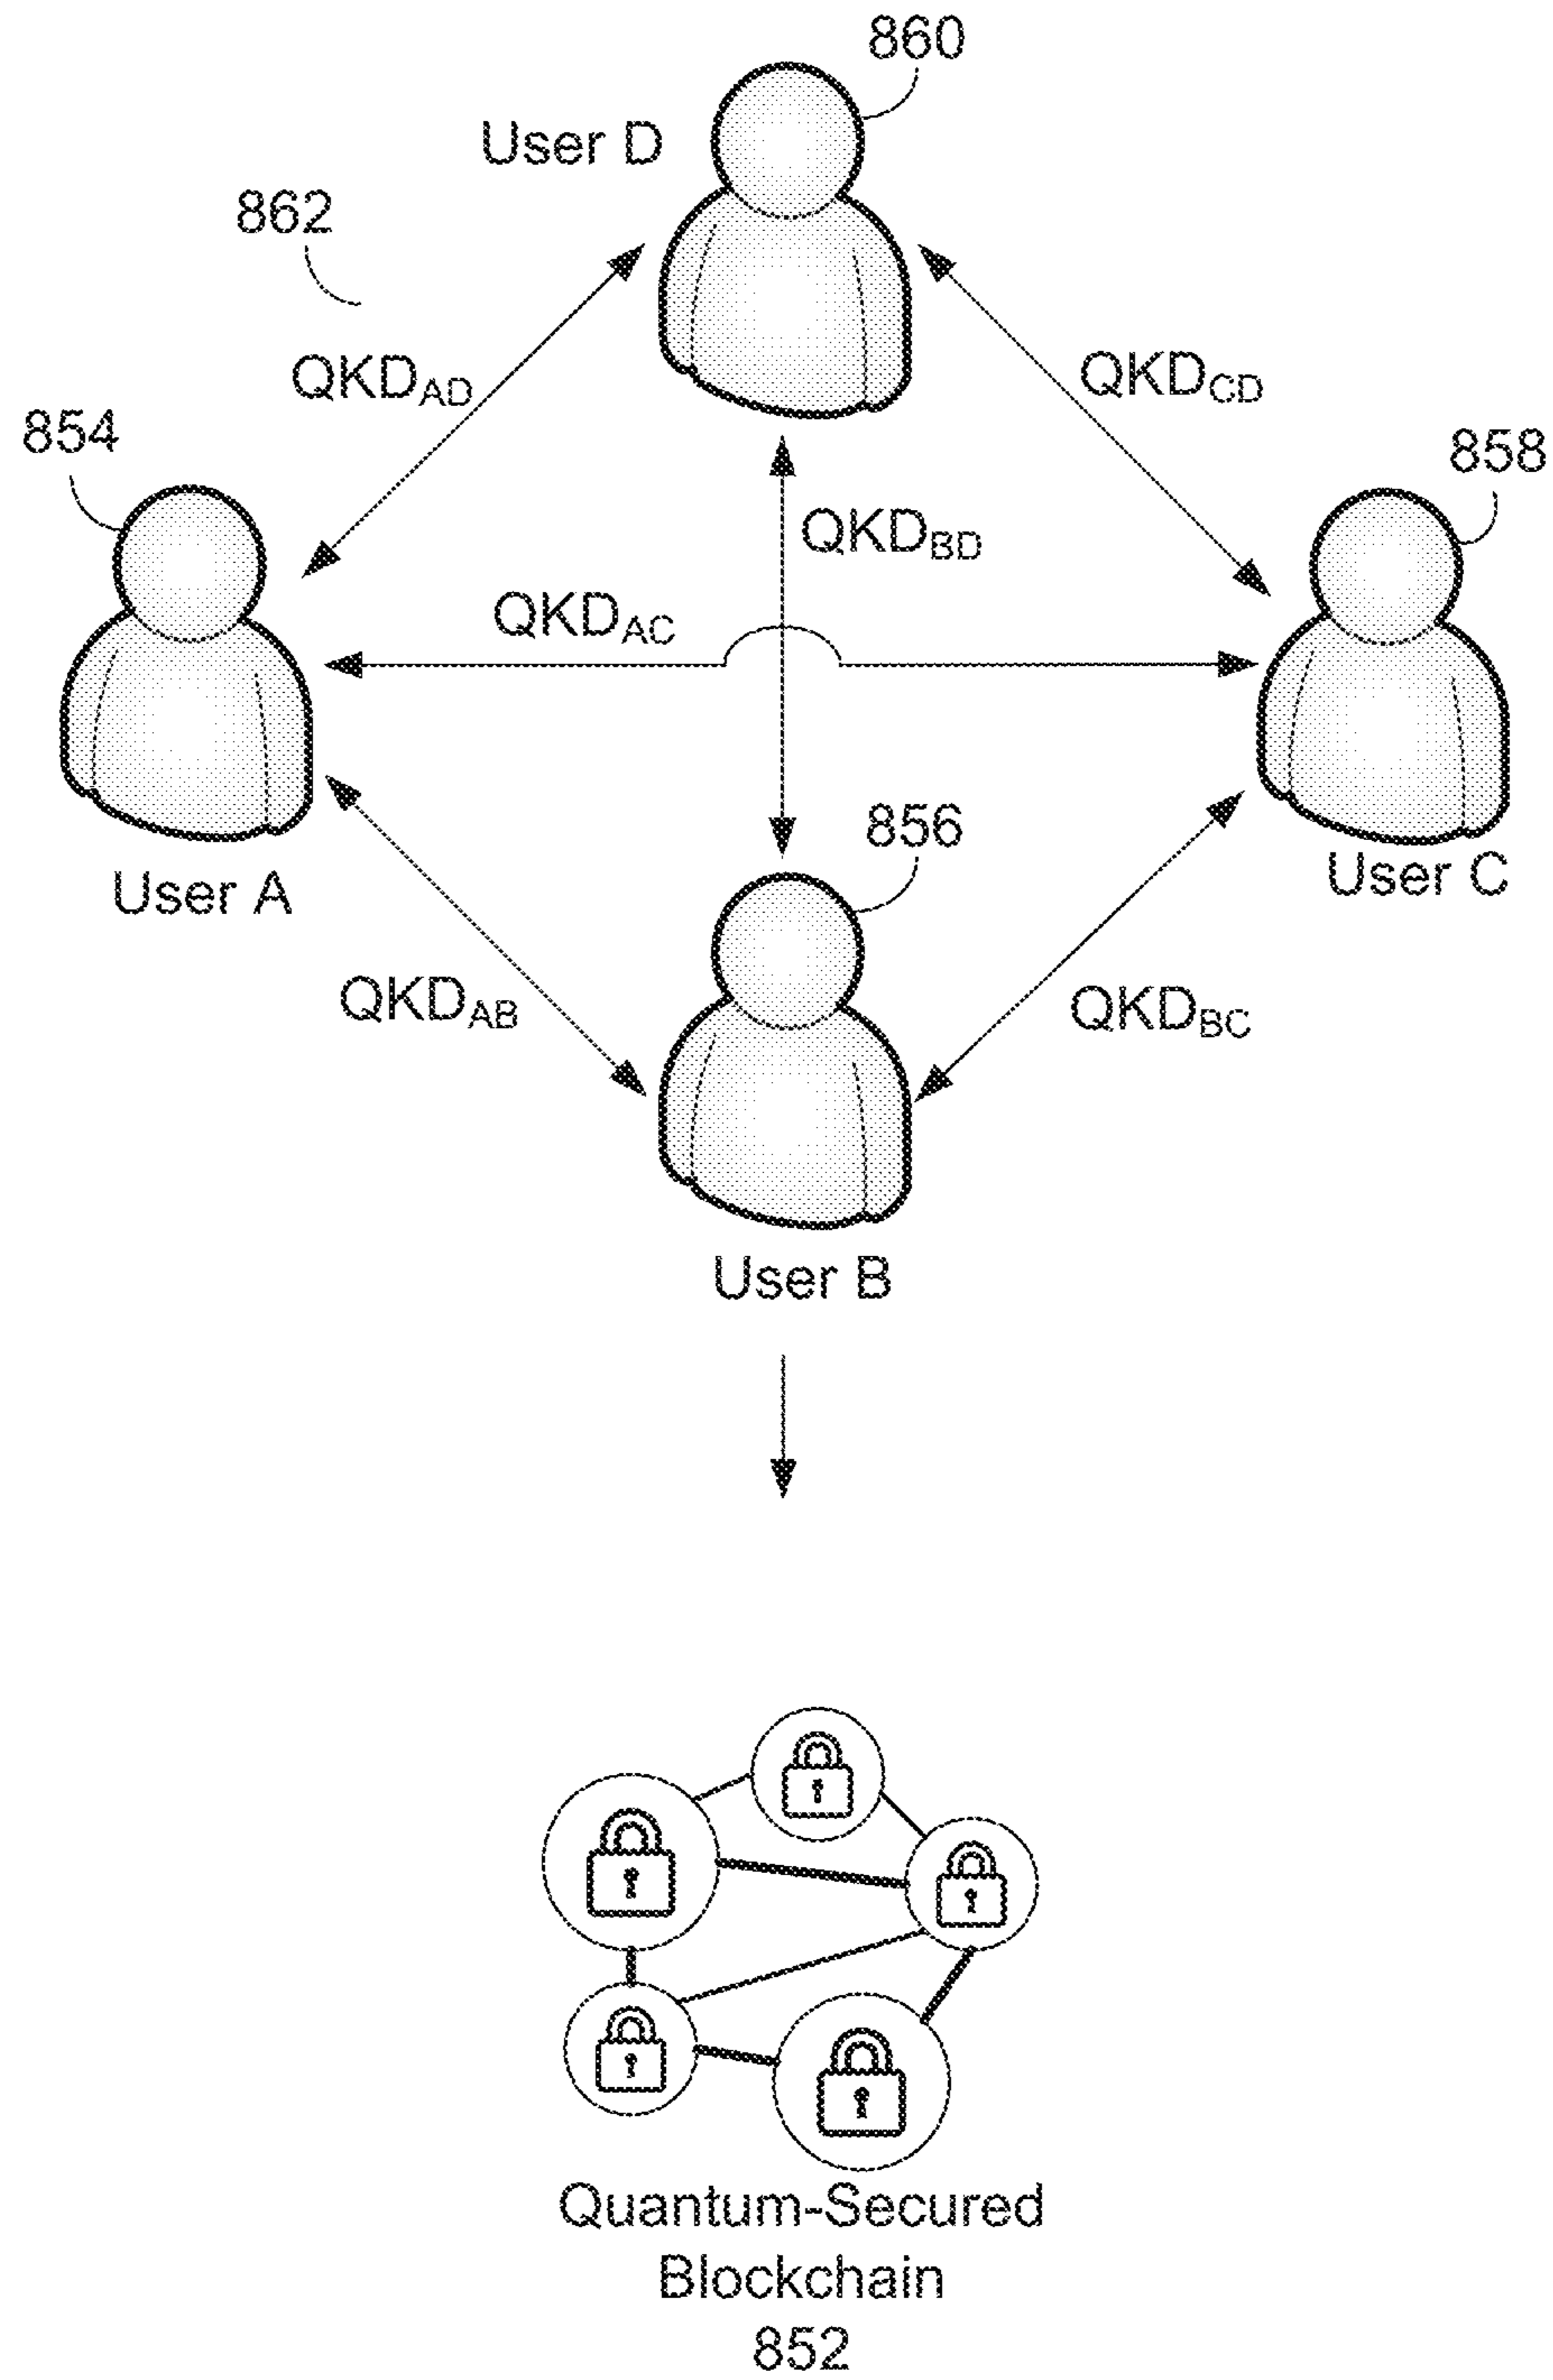 860
User D
862
QKDAD
QKDCD
854
858
QKDBD
QKDAC
856
User A
User C
QKDAB
QKDBC
User B
Quantum-Secured
Blockchain
852